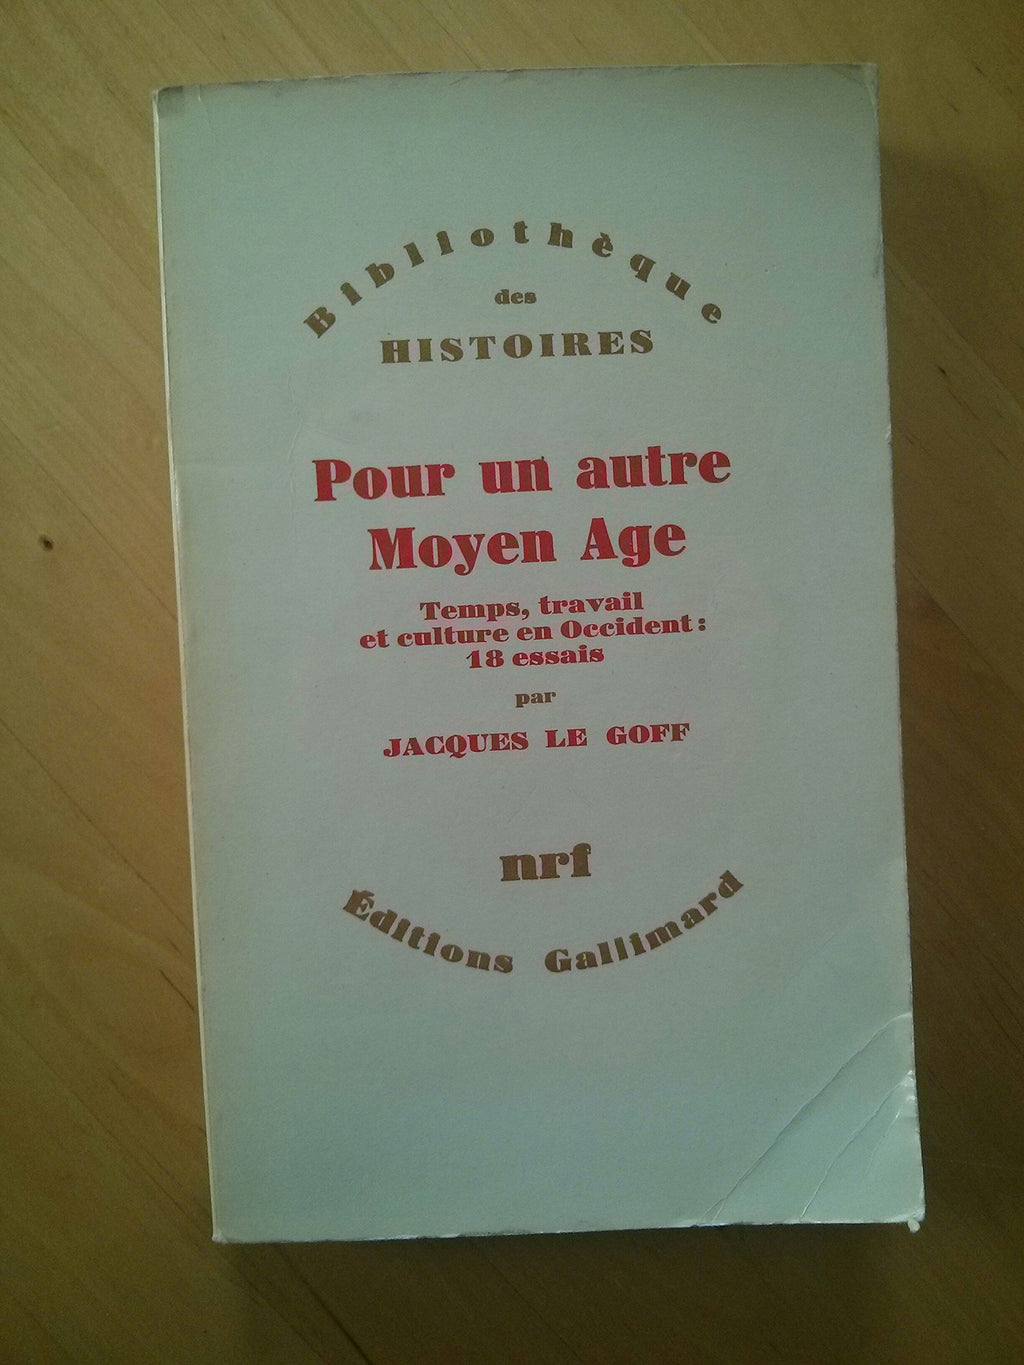 Bibliothèque
des
HISTOIRES
Pour un autre
Moyen Age
Temps, travail
et culture en Occident :
18 essais
par
JACQUES LE GOFF
nrf
Éditions Gallimard